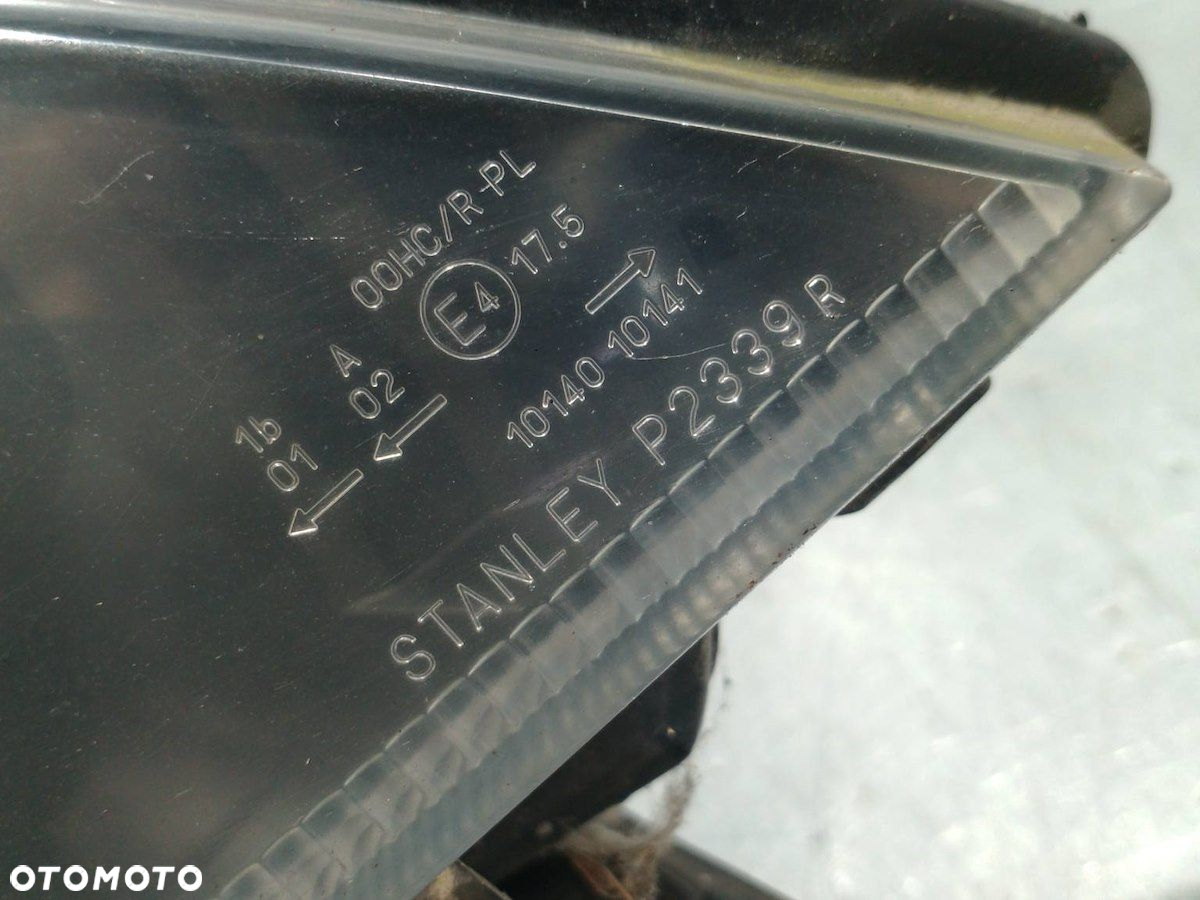 00HC/R-PL
E4 17.5
→
A
02
←
1b
01
←
10140 10141
STANLEY P2339 R
OTOMOTO